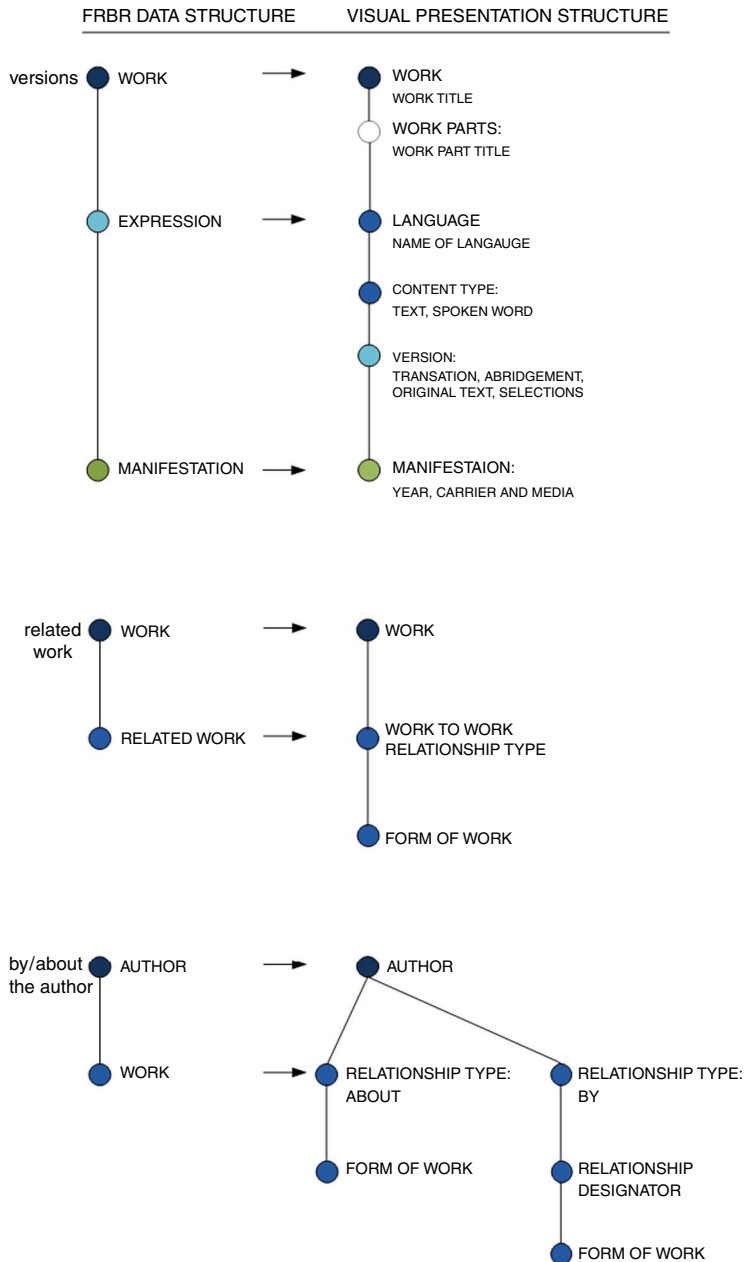 FRBR DATA STRUCTURE
VISUAL PRESENTATION STRUCTURE
versions
WORK
WORK
WORK TITLE
WORK PARTS:
WORK PART TITLE
EXPRESSION
LANGUAGE
NAME OF LANGAUGE
CONTENT TYPE:
TEXT, SPOKEN WORD
VERSION:
TRANSATION, ABRIDGEMENT,
ORIGINAL TEXT, SELECTIONS
MANIFESTATION
MANIFESTAION:
YEAR, CARRIER AND MEDIA
related
work
WORK
WORK
RELATED WORK
WORK TO WORK
RELATIONSHIP TYPE
FORM OF WORK
by/about
the author
AUTHOR
AUTHOR
WORK
RELATIONSHIP TYPE:
ABOUT
RELATIONSHIP TYPE:
BY
FORM OF WORK
RELATIONSHIP
DESIGNATOR
FORM OF WORK